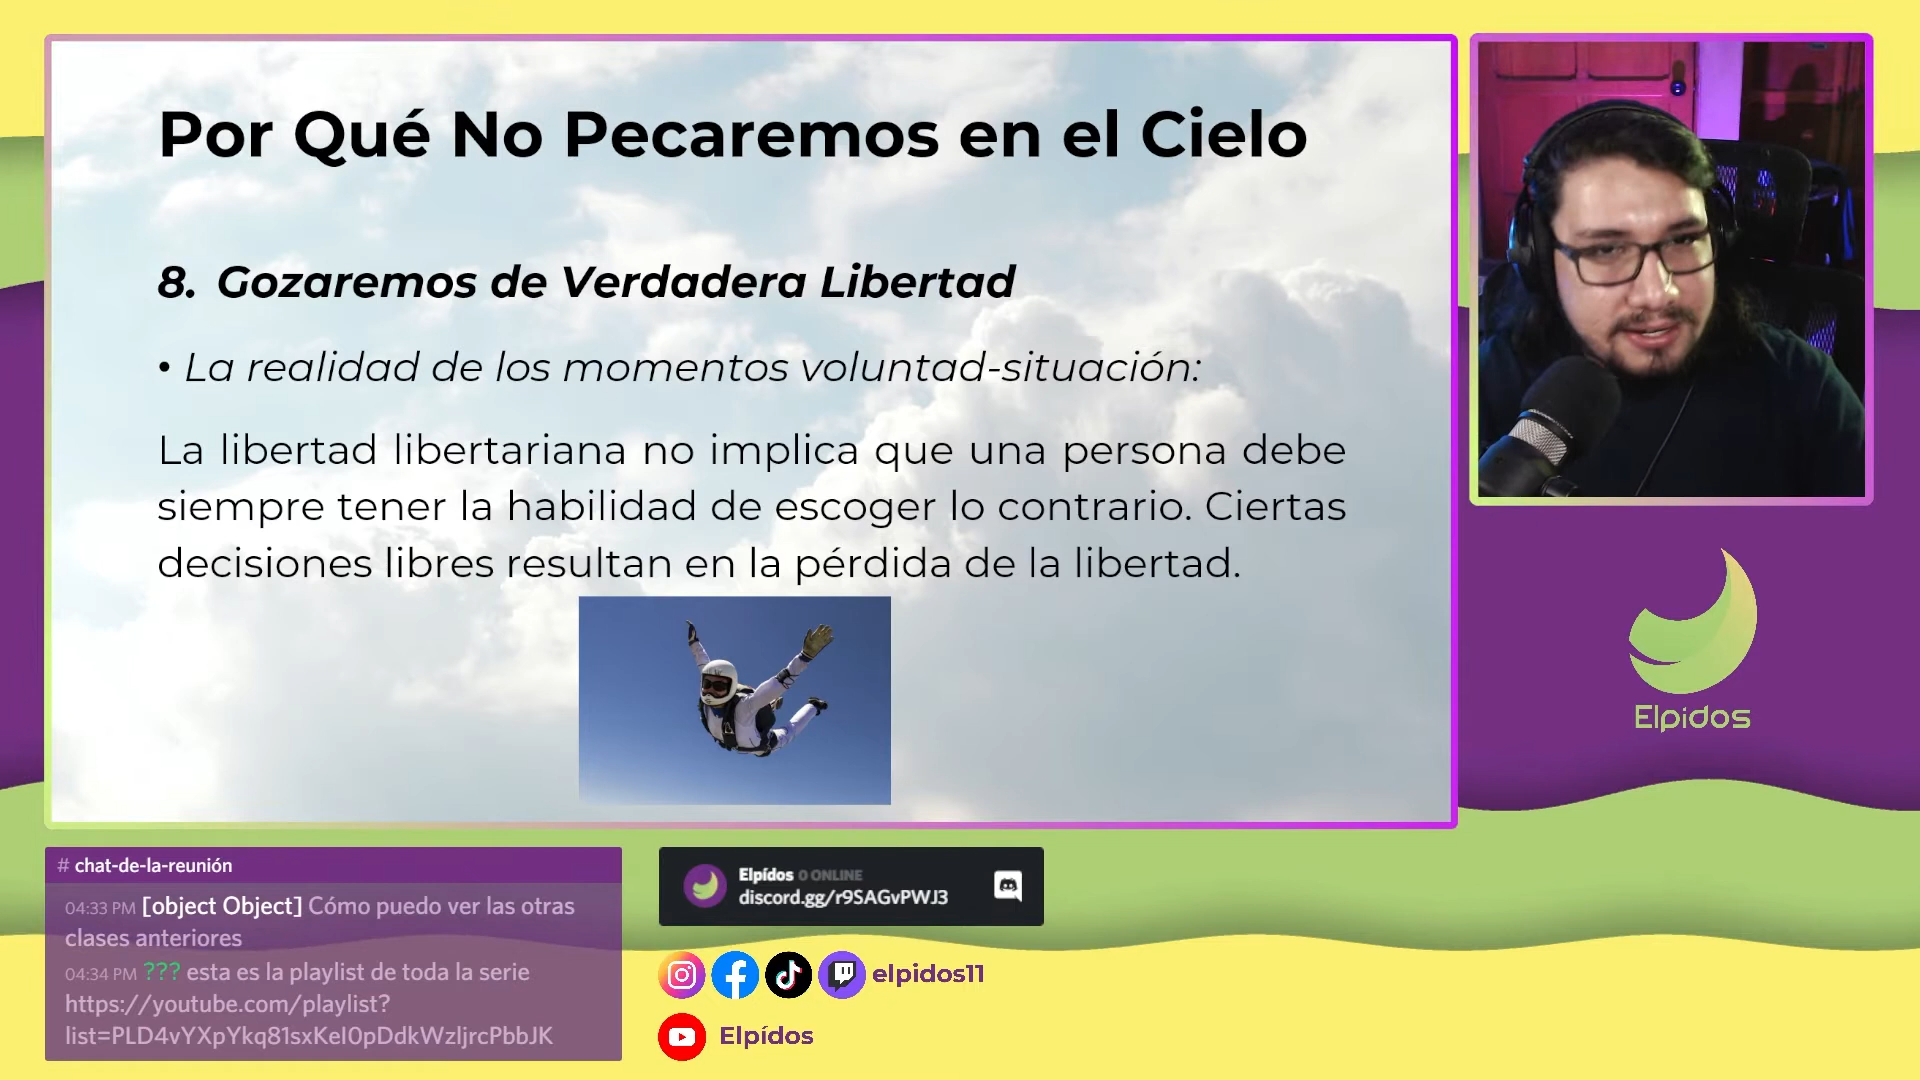 Por Qué No Pecaremos en el Cielo
8. Gozaremos de Verdadera Libertad
• La realidad de los momentos voluntad-situación:
La libertad libertariana no implica que una persona debe
siempre tener la habilidad de escoger lo contrario. Ciertas
decisiones libres resultan en la pérdida de la libertad.
Elpidos
# chat-de-la-reunión
04:33 PM [object Object] Cómo puedo ver las otras
clases anteriores
04:34 PM ??? esta es la playlist de toda la serie
https://youtube.com/playlist?
list=PLD4vYXpYkq81sxKeI0pDdkWzljrcPbbJK
Elpídos 0 ONLINE
discord.gg/r9SAGvPWJ3
elpidos11
Elpídos